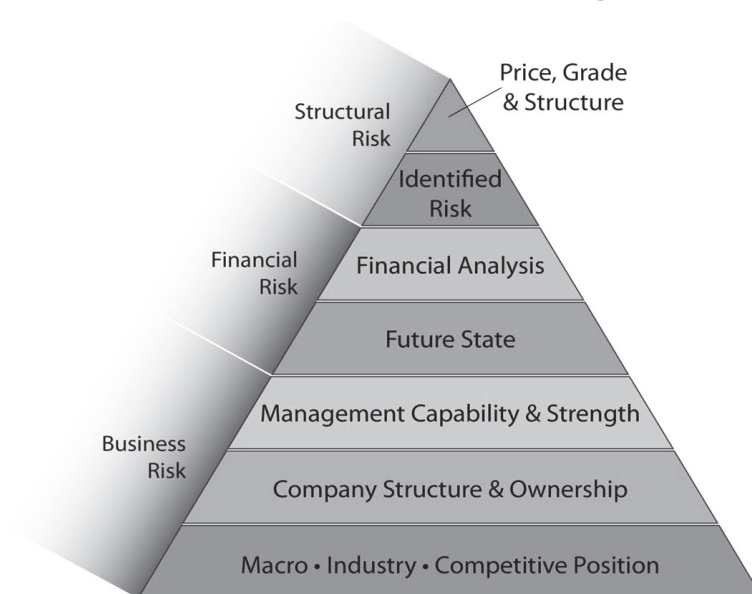 Price, Grade
& Structure
Structural
Risk
Identified
Risk
Financial
Risk
Financial Analysis
Future State
Management Capability & Strength
Business
Risk
Company Structure & Ownership
Macro • Industry • Competitive Position